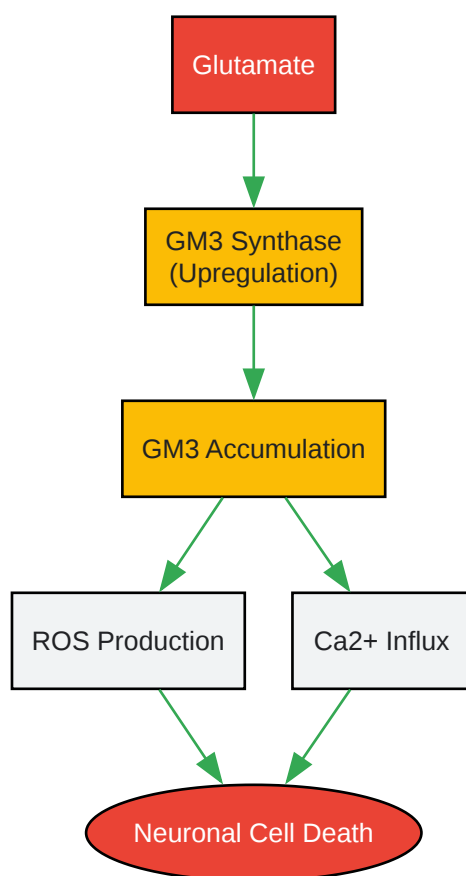 Glutamate
GM3 Synthase
(Upregulation)
GM3 Accumulation
ROS Production
Ca2+ Influx
Neuronal Cell Death